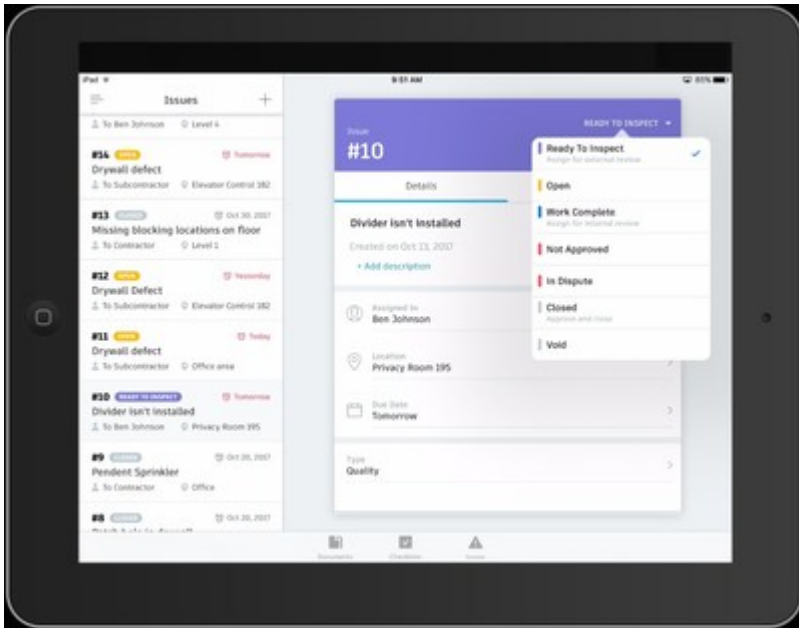 iPad
9:51 AM
85%
Issues
To Ben Johnson Level 4
#14 OPEN Tomorrow
Drywall defect
To Subcontractor Elevator Control 182
#13 CLOSED Oct 30, 2017
Missing blocking locations on floor
To Contractor Level 1
#12 OPEN Yesterday
Drywall Defect
To Subcontractor Elevator Control 182
#11 OPEN Today
Drywall defect
To Subcontractor Office area
#10 READY TO INSPECT Tomorrow
Divider isn't installed
To Ben Johnson Privacy Room 195
#9 CLOSED Oct 20, 2017
Pendent Sprinkler
To Contractor Office
#8 CLOSED Oct 20, 2017
READY TO INSPECT
Issue
#10
Details
Divider isn't installed
Created on Oct 13, 2017
+ Add description
Assigned to
Ben Johnson
Location
Privacy Room 195
Due Date
Tomorrow
Type
Quality
Ready To Inspect
Assign for external review
Open
Work Complete
Assign for internal review
Not Approved
In Dispute
Closed
Approve and close
Void
Documents
Checklists
Issues